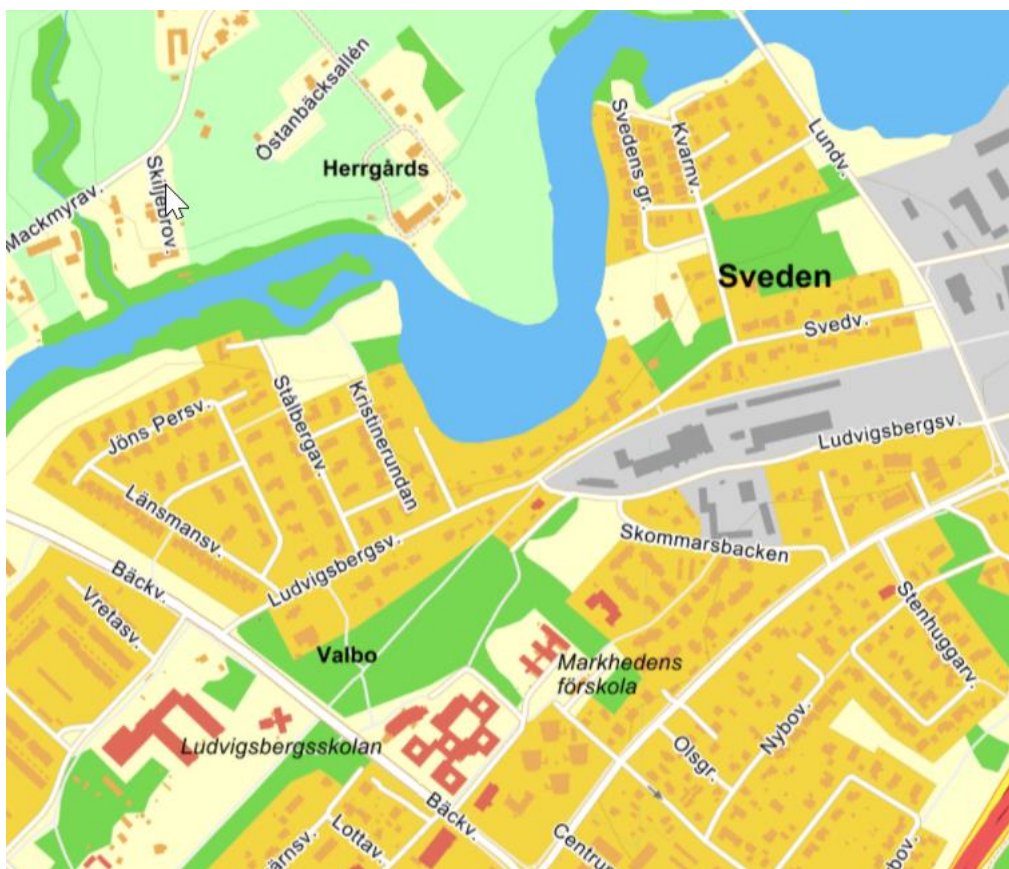 Östanbäcksallén
Herrgårds
Svedens gr.
Kvarnv.
Lundv.
Mackmyrav.
Sveden
Svedv.
Jöns Persv.
Stålbergav.
Kristinerundan
Ludvigsbergsv.
Länsmansv.
Skommarsbacken
Bäckv.
Ludvigsbergsv.
Vretasv.
Stenhuggarv.
Valbo
Markhedens
förskola
Ludvigsbergsskolan
Nybov.
Olsgr.
Bäckv.
Lottav.